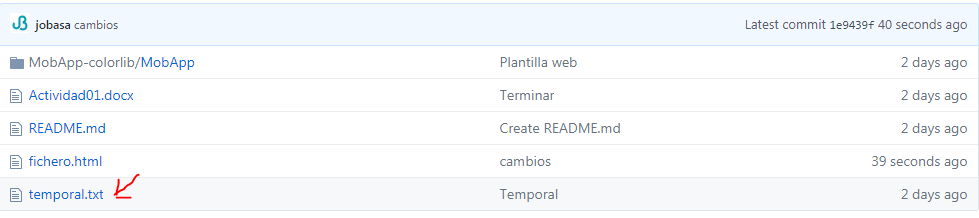 jobasa cambios Latest commit 1e9439f 40 seconds ago
MobApp-colorlib/MobApp Plantilla web 2 days ago
Actividad01.docx Terminar 2 days ago
README.md Create README.md 2 days ago
fichero.html cambios 39 seconds ago
temporal.txt Temporal 2 days ago